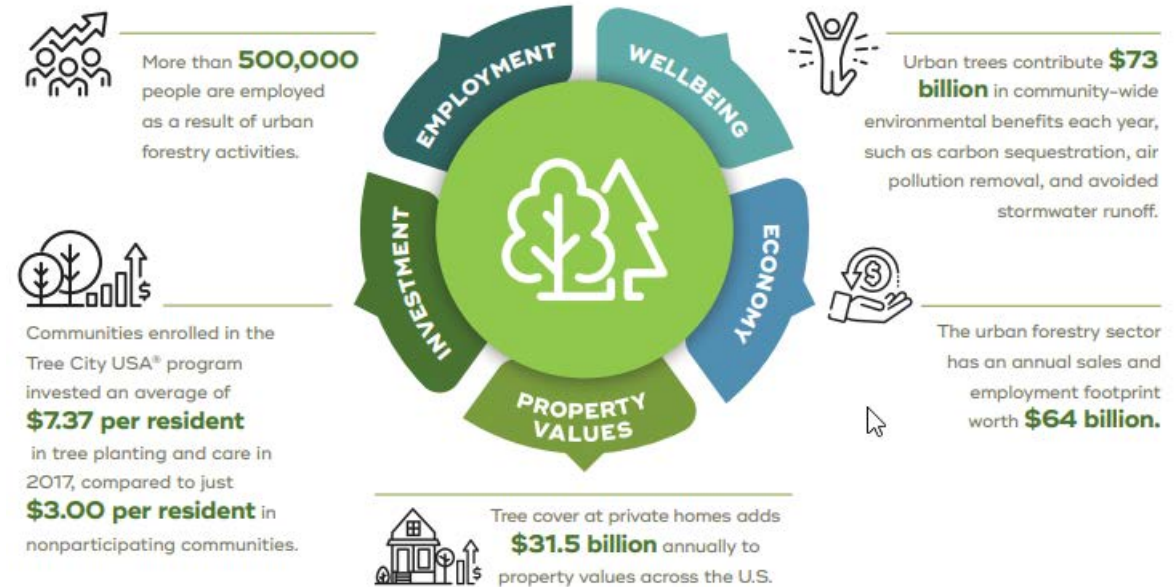 More than 500,000
people are employed
as a result of urban
forestry activities.
EMPLOYMENT
WELLBEING
Urban trees contribute $73
billion in community-wide
environmental benefits each year,
such as carbon sequestration, air
pollution removal, and avoided
stormwater runoff.
Communities enrolled in the
Tree City USA® program
invested an average of
$7.37 per resident
in tree planting and care in
2017, compared to just
$3.00 per resident in
nonparticipating communities.
$
INVESTMENT
ECONOMY
$
The urban forestry sector
has an annual sales and
employment footprint
worth $64 billion.
PROPERTY
VALUES
$
Tree cover at private homes adds
$31.5 billion annually to
property values across the U.S.